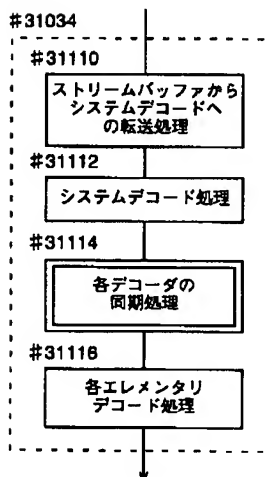 #31034
#31110
ストリームバッファから
システムデコードへ
の転送処理
#31112
システムデコード処理
#31114
各デコーダの
同期処理
#31116
各エレメンタリ
デコード処理